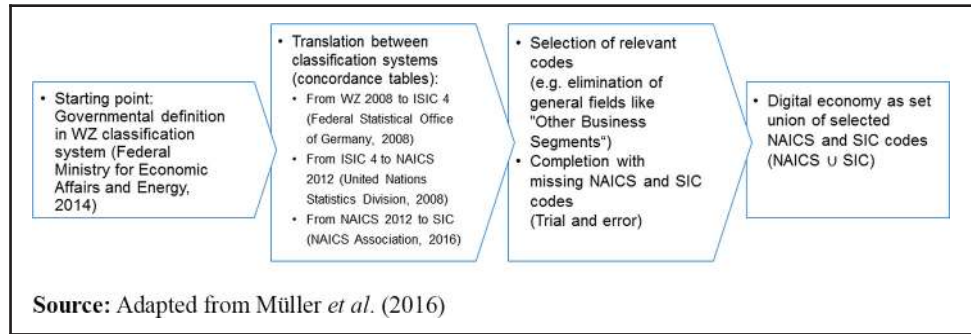 • Starting point:
Governmental definition
in WZ classification
system (Federal
Ministry for Economic
Affairs and Energy,
2014)
• Translation between
classification systems
(concordance tables):
• From WZ 2008 to ISIC 4
(Federal Statistical Office
of Germany, 2008)
• From ISIC 4 to NAICS
2012 (United Nations
Statistics Division, 2008)
• From NAICS 2012 to SIC
(NAICS Association, 2016)
• Selection of relevant
codes
(e.g. elimination of
general fields like
"Other Business
Segments“)
• Completion with
missing NAICS and SIC
codes
(Trial and error)
• Digital economy as set
union of selected
NAICS and SIC codes
(NAICS ∪ SIC)
Source: Adapted from Müller et al. (2016)